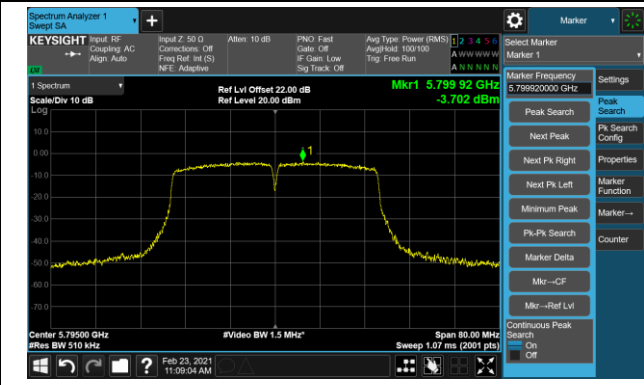 Spectrum Analyzer 1
Swept SA
+
Marker
KEYSIGHT
Input: RF
Coupling: AC
Align: Auto
Input Z: 50 Ω
Corrections: Off
Freq Ref: Int (S)
NFE: Adaptive
Atten: 10 dB
PNO: Fast
Gate: Off
IF Gain: Low
Sig Track: Off
Avg Type: Power (RMS)
Avg|Hold: 100/100
Trig: Free Run
1 2 3 4 5 6
A W W W W W
A N N N N N
Select Marker
Marker 1
1 Spectrum
Scale/Div 10 dB
Log
Ref Lvl Offset 22.00 dB
Ref Level 20.00 dBm
Mkr1 5.799 92 GHz
-3.702 dBm
10.0
0.00
-10.0
-20.0
-30.0
-40.0
-50.0
-60.0
-70.0
1
Center 5.79500 GHz
#Res BW 510 kHz
#Video BW 1.5 MHz*
Span 80.00 MHz
Sweep 1.07 ms (2001 pts)
Marker Frequency
5.799920000 GHz
Peak Search
Next Peak
Next Pk Right
Next Pk Left
Minimum Peak
Pk-Pk Search
Marker Delta
Mkr→CF
Mkr→Ref Lvl
Continuous Peak
Search
On
Off
Settings
Peak
Search
Pk Search
Config
Properties
Marker
Function
Marker→
Counter
?
Feb 23, 2021
11:09:04 AM